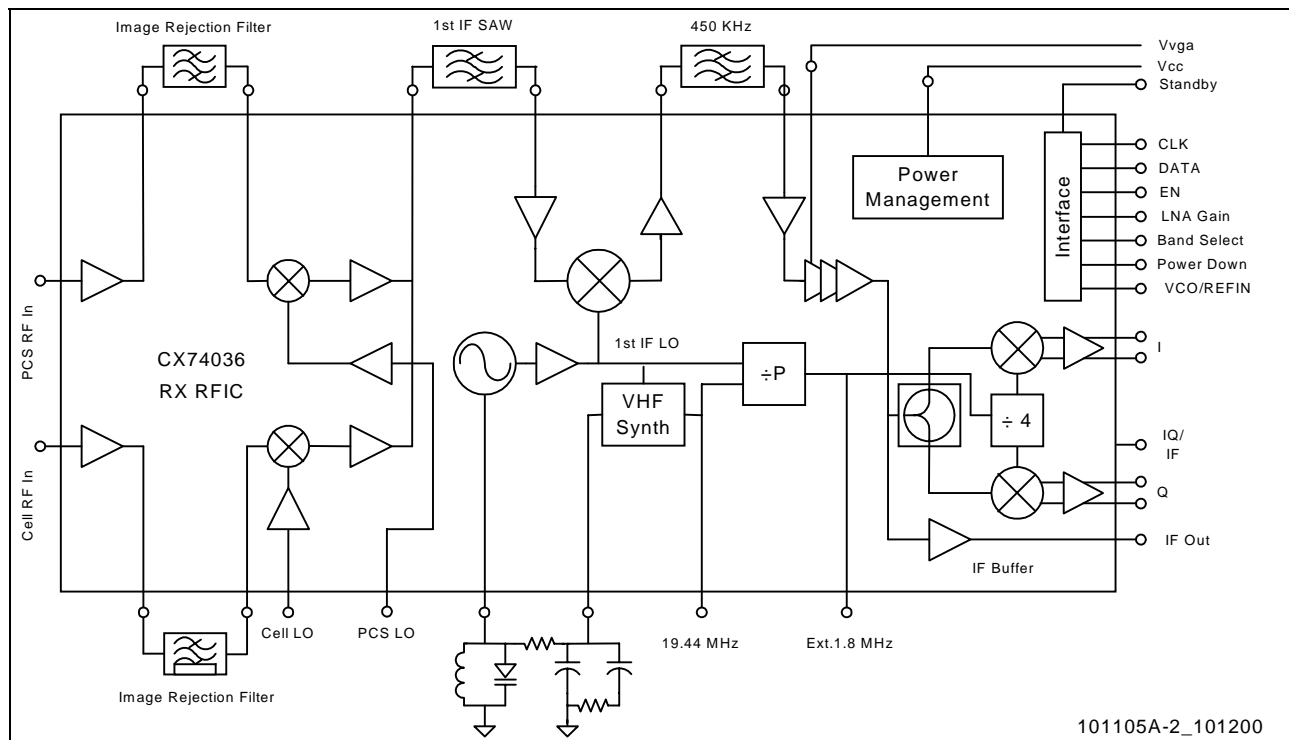 Image Rejection Filter
1st IF SAW
450 KHz
Vvga
Vcc
Standby
CLK
DATA
EN
LNA Gain
Band Select
Power Down
VCO/REFIN
Interface
Power
Management
PCS RF In
CX74036
RX RFIC
1st IF LO
÷P
VHF
Synth
÷ 4
I
IQ/
IF
Q
Cell RF In
IF Out
IF Buffer
Cell LO
PCS LO
19.44 MHz
Ext.1.8 MHz
Image Rejection Filter
101105A-2_101200